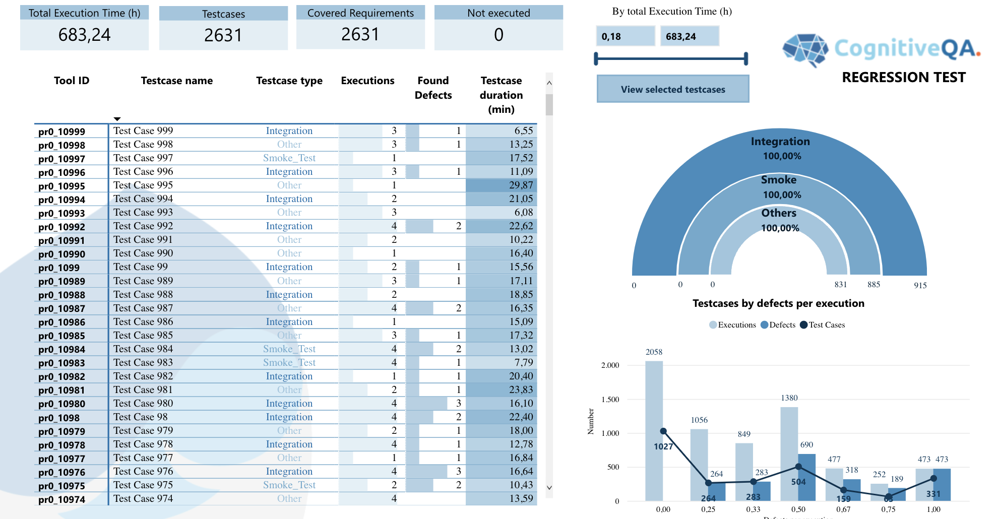 Total Execution Time (h)
683,24
Testcases
2631
Covered Requirements
2631
Not executed
0
By total Execution Time (h)
0,18
683,24
View selected testcases
CognitiveQA.
REGRESSION TEST
Tool ID Testcase name Testcase type Executions Found Defects Testcase duration (min)
pr0_10999 Test Case 999 Integration 3 1 6,55
pr0_10998 Test Case 998 Other 3 1 13,25
pr0_10997 Test Case 997 Smoke_Test 1 17,52
pr0_10996 Test Case 996 Integration 3 1 11,09
pr0_10995 Test Case 995 Other 1 29,87
pr0_10994 Test Case 994 Integration 2 21,05
pr0_10993 Test Case 993 Other 3 6,08
pr0_10992 Test Case 992 Integration 4 2 22,62
pr0_10991 Test Case 991 Other 2 10,22
pr0_10990 Test Case 990 Other 1 16,40
pr0_1099 Test Case 99 Integration 2 1 15,56
pr0_10989 Test Case 989 Other 3 1 17,11
pr0_10988 Test Case 988 Integration 2 18,85
pr0_10987 Test Case 987 Other 4 2 16,35
pr0_10986 Test Case 986 Integration 1 15,09
pr0_10985 Test Case 985 Other 3 1 17,32
pr0_10984 Test Case 984 Smoke_Test 4 2 13,02
pr0_10983 Test Case 983 Smoke_Test 4 1 7,79
pr0_10982 Test Case 982 Integration 1 1 20,40
pr0_10981 Test Case 981 Other 2 1 23,83
pr0_10980 Test Case 980 Integration 4 3 16,10
pr0_1098 Test Case 98 Integration 4 2 22,40
pr0_10979 Test Case 979 Other 2 1 18,00
pr0_10978 Test Case 978 Integration 4 1 12,78
pr0_10977 Test Case 977 Other 1 1 16,84
pr0_10976 Test Case 976 Integration 4 3 16,64
pr0_10975 Test Case 975 Smoke_Test 2 2 10,43
pr0_10974 Test Case 974 Other 4 13,59
Integration
100,00%
Smoke
100,00%
Others
100,00%
0 0 0 831 885 915
Testcases by defects per execution
Executions Defects Test Cases
Number
2.000
1.500
1.000
500
0
2058
1027
1056
264
264
849
283
283
1380
690
504
477
318
159
252
189
63
473
473
331
0,00 0,25 0,33 0,50 0,67 0,75 1,00